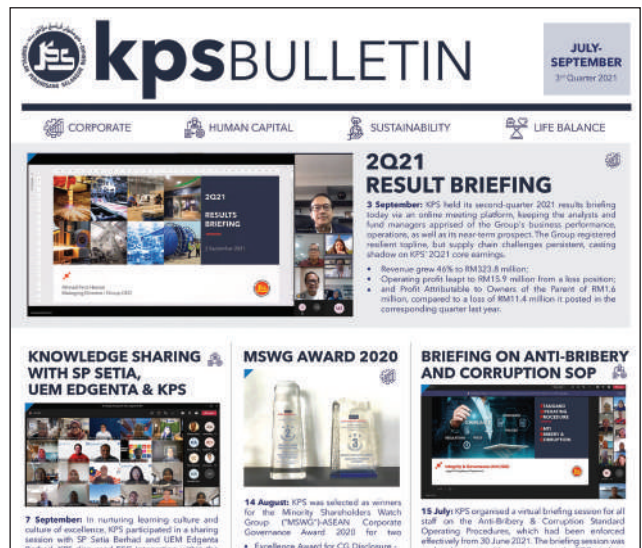 kpsBULLETIN
JULY-
SEPTEMBER
3rd Quarter 2021
CORPORATE
HUMAN CAPITAL
SUSTAINABILITY
LIFE BALANCE
2Q21
RESULTS
BRIEFING
3 September 2021
Managing Director / Group CEO
2Q21
RESULT BRIEFING
3 September: KPS held its second-quarter 2021 results briefing
today via an online meeting platform, keeping the analysts and
fund managers apprised of the Group's business performance,
operations, as well as its near-term prospect. The Group registered
resilient topline, but supply chain challenges persistent, casting
shadow on KPS' 2Q21 core earnings.
• Revenue grew 46% to RM323.8 million;
• Operating profit leapt to RM15.9 million from a loss position;
• and Profit Attributable to Owners of the Parent of RM1.6
million, compared to a loss of RM11.4 million it posted in the
corresponding quarter last year.
KNOWLEDGE SHARING
WITH SP SETIA,
UEM EDGENTA & KPS
7 September: In nurturing learning culture and
culture of excellence, KPS participated in a sharing
session with SP Setia Berhad and UEM Edgenta
MSWG AWARD 2020
14 August: KPS was selected as winners
for the Minority Shareholders Watch
Group ("MSWG")-ASEAN Corporate
Governance Award 2020 for two
• Excellence Award for CG Disclosure -
BRIEFING ON ANTI-BRIBERY
AND CORRUPTION SOP
COMPLIANCE
STANDARD
OPERATING
PROCEDURE
ANTI
BRIBERY &
CORRUPTION
15 July: KPS organised a virtual briefing session for all
staff on the Anti-Bribery & Corruption Standard
Operating Procedures, which had been enforced
effectively from 30 June 2021. The briefing session was